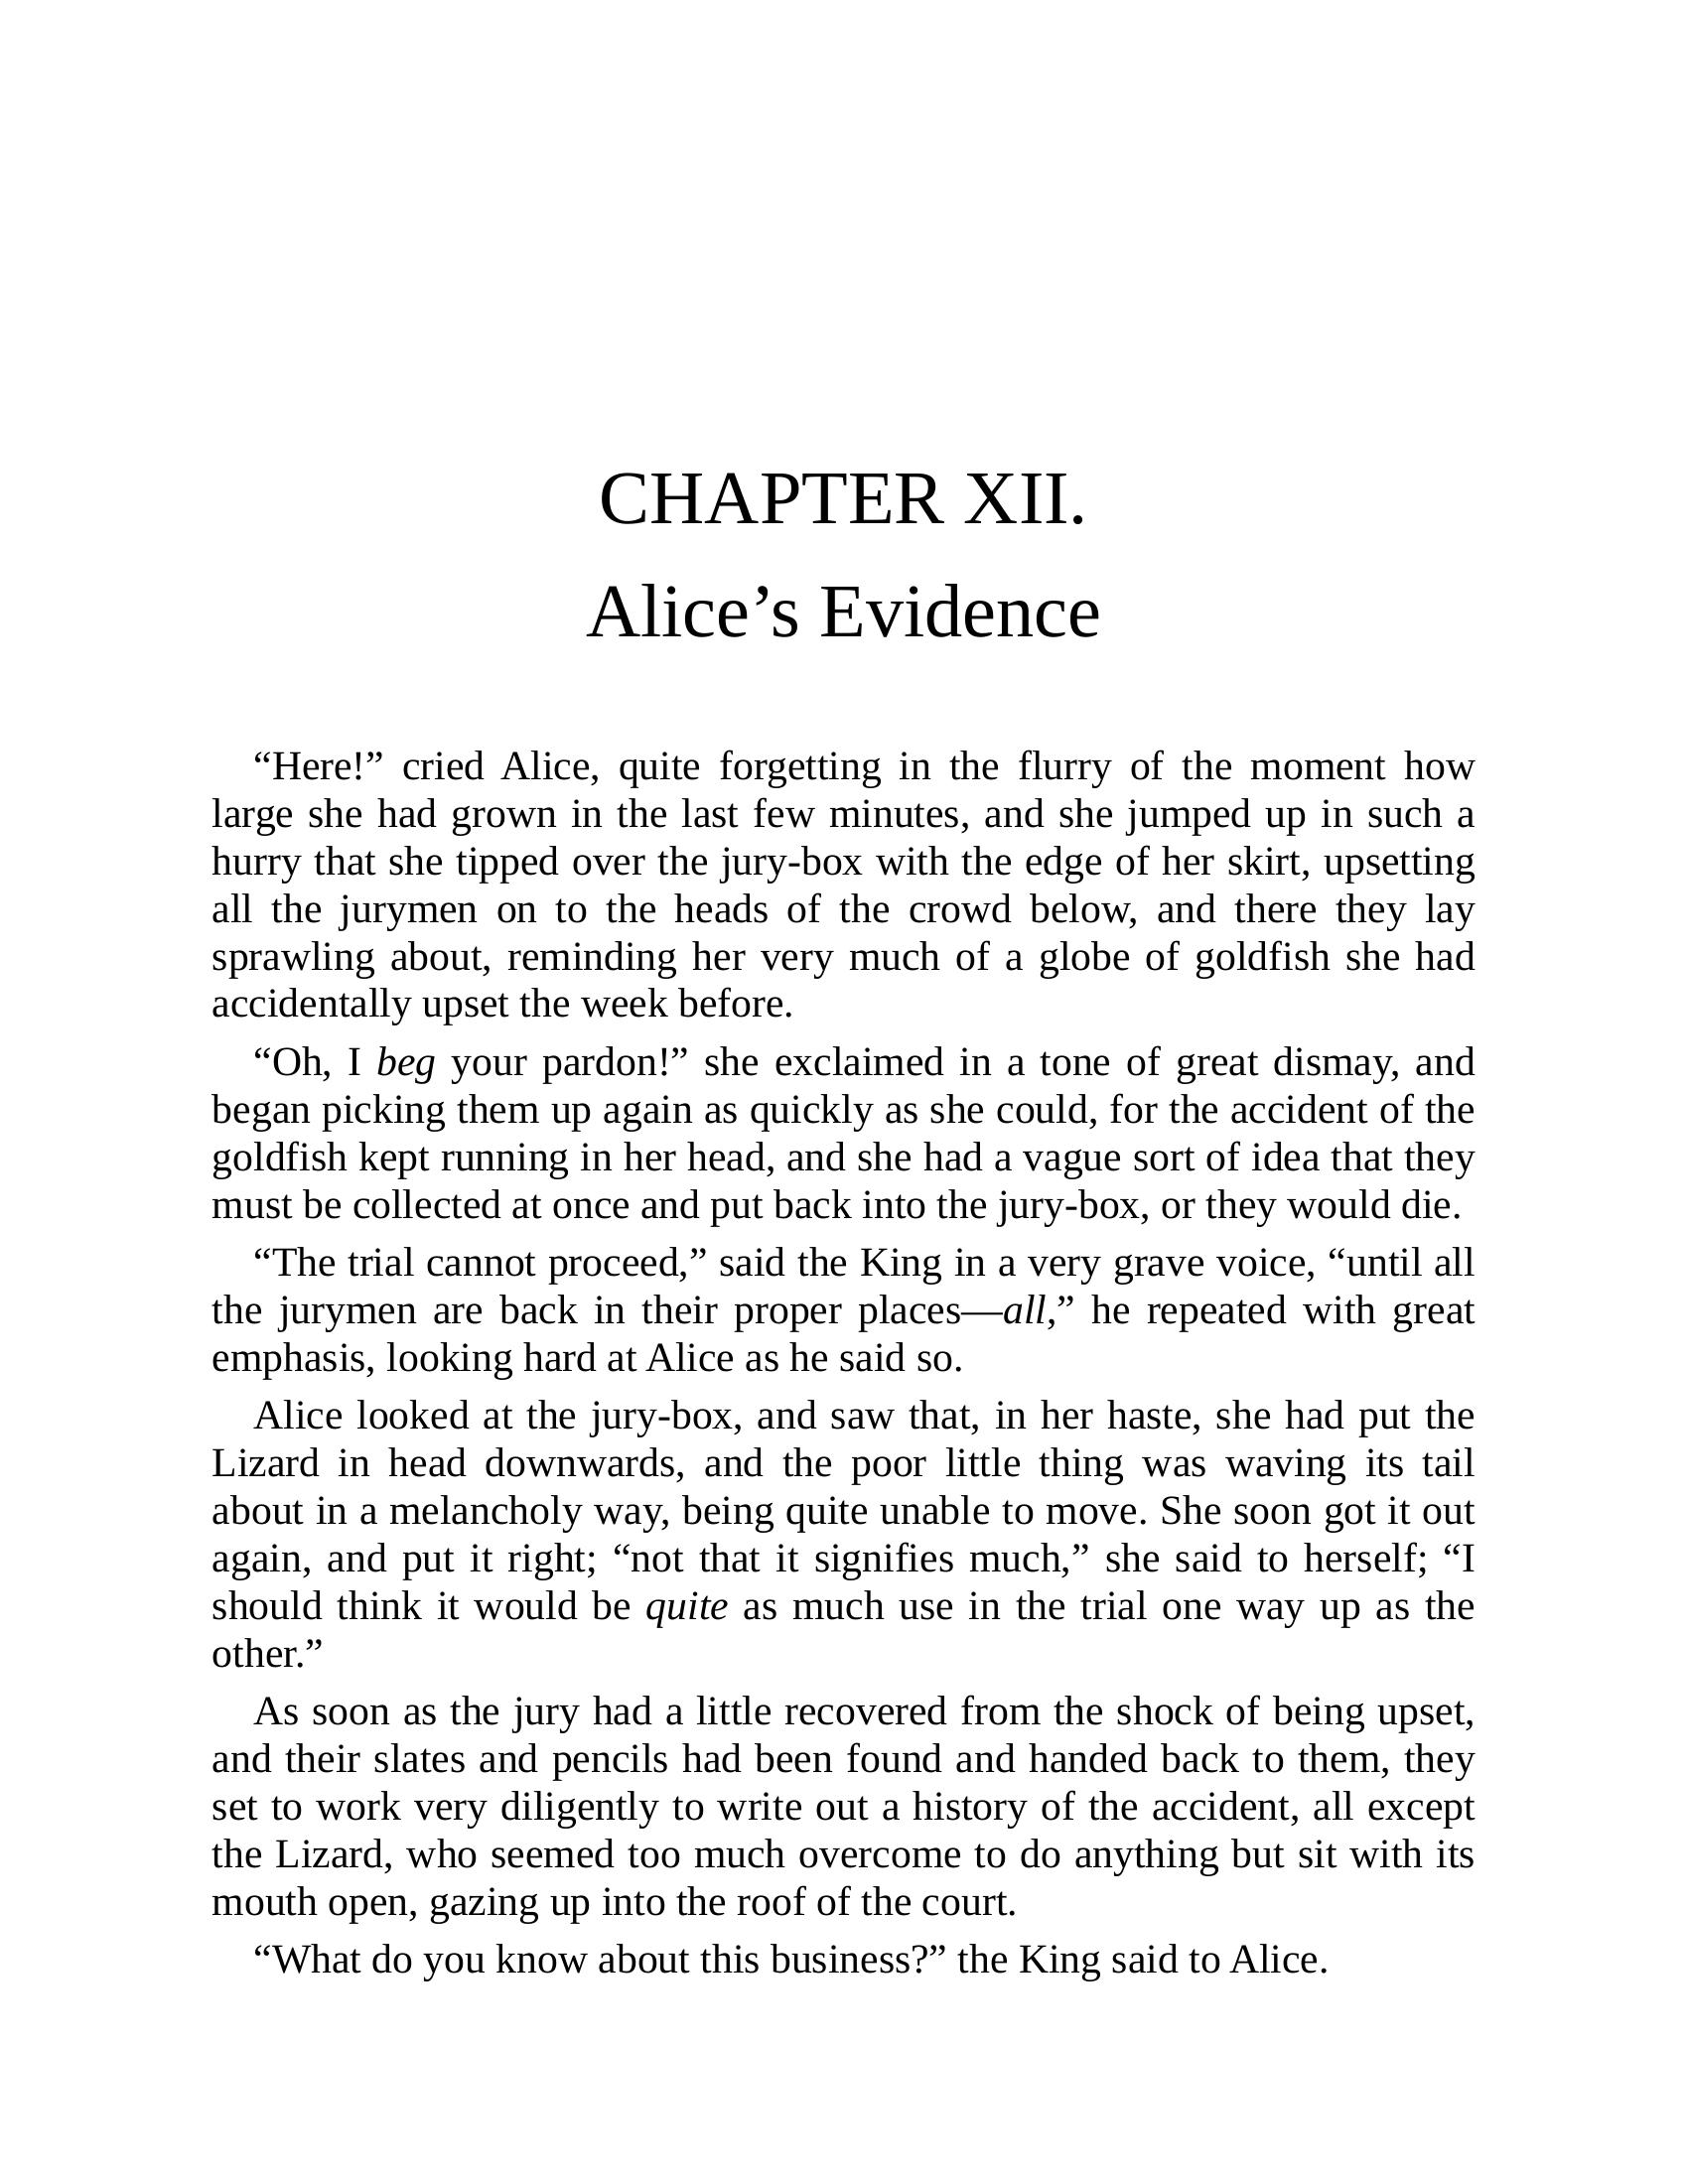 CHAPTER XII.
Alice’s Evidence
“Here!” cried Alice, quite forgetting in the flurry of the moment how
large she had grown in the last few minutes, and she jumped up in such a
hurry that she tipped over the jury-box with the edge of her skirt, upsetting
all the jurymen on to the heads of the crowd below, and there they lay
sprawling about, reminding her very much of a globe of goldfish she had
accidentally upset the week before.
“Oh, I beg your pardon!” she exclaimed in a tone of great dismay, and
began picking them up again as quickly as she could, for the accident of the
goldfish kept running in her head, and she had a vague sort of idea that they
must be collected at once and put back into the jury-box, or they would die.
“The trial cannot proceed,” said the King in a very grave voice, “until all
the jurymen are back in their proper places—all,” he repeated with great
emphasis, looking hard at Alice as he said so.
Alice looked at the jury-box, and saw that, in her haste, she had put the
Lizard in head downwards, and the poor little thing was waving its tail
about in a melancholy way, being quite unable to move. She soon got it out
again, and put it right; “not that it signifies much,” she said to herself; “I
should think it would be quite as much use in the trial one way up as the
other.”
As soon as the jury had a little recovered from the shock of being upset,
and their slates and pencils had been found and handed back to them, they
set to work very diligently to write out a history of the accident, all except
the Lizard, who seemed too much overcome to do anything but sit with its
mouth open, gazing up into the roof of the court.
“What do you know about this business?” the King said to Alice.